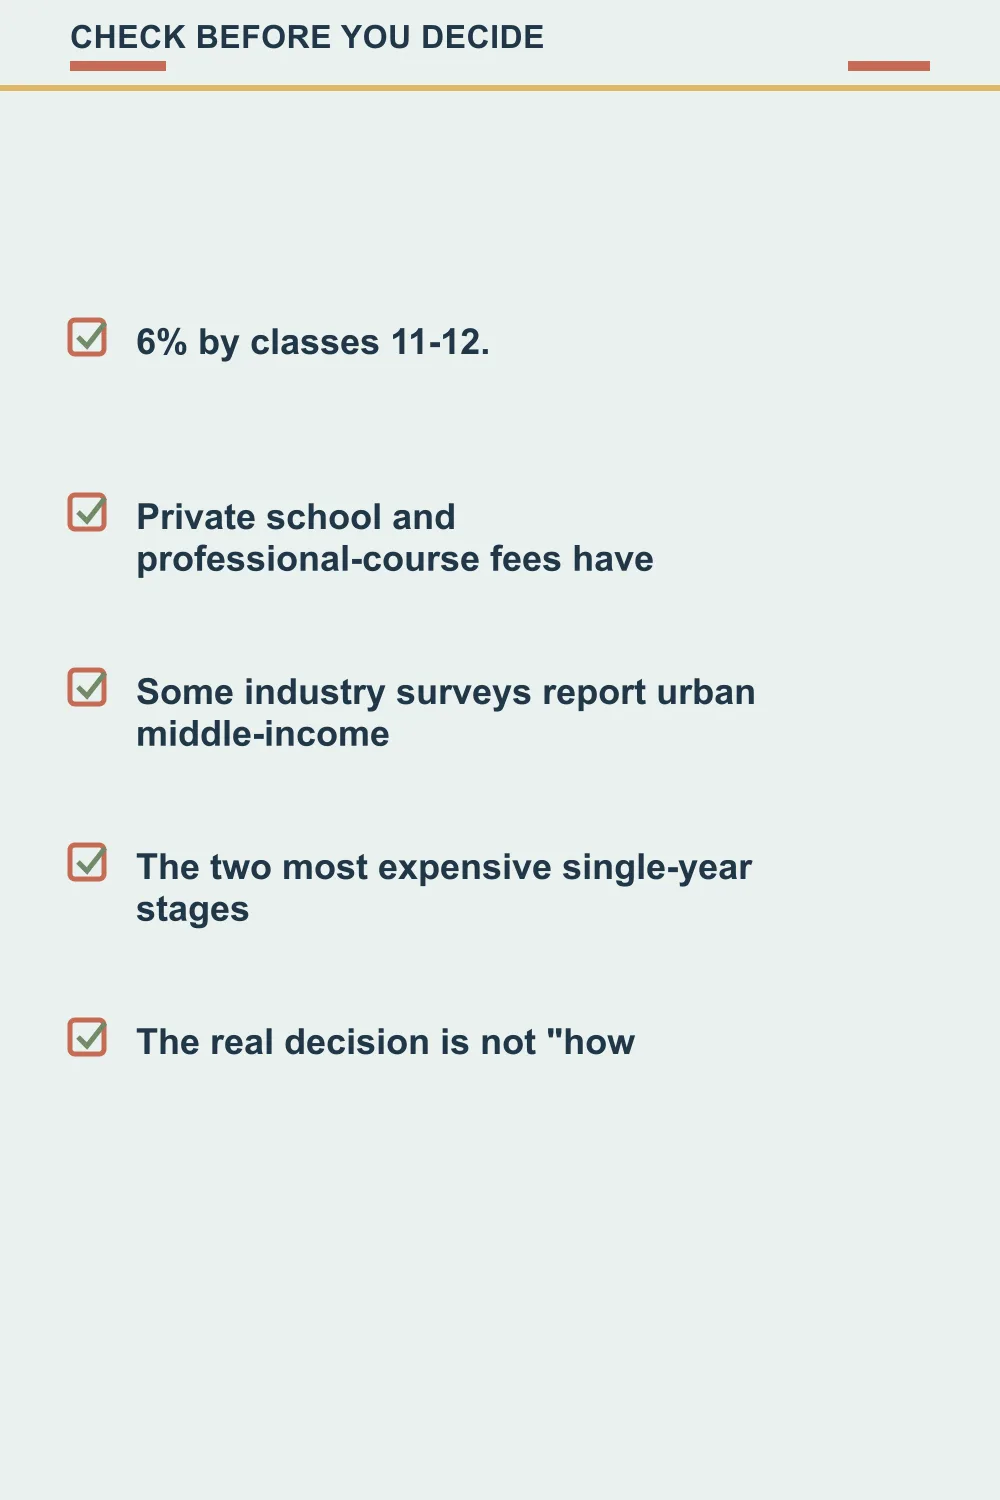 CHECK BEFORE YOU DECIDE
6% by classes 11-12.
Private school and
professional-course fees have
Some industry surveys report urban
middle-income
The two most expensive single-year
stages
The real decision is not "how